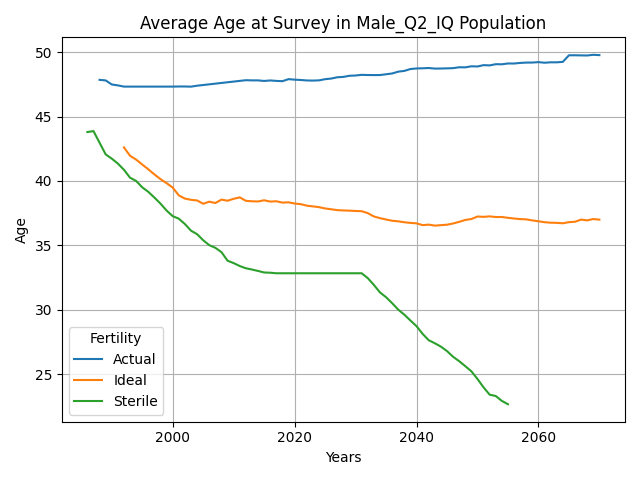 Average Age at Survey in Male_Q2_IQ Population
Age
50
45
40
35
30
25
Fertility
Actual
Ideal
Sterile
2000
2020
2040
2060
Years